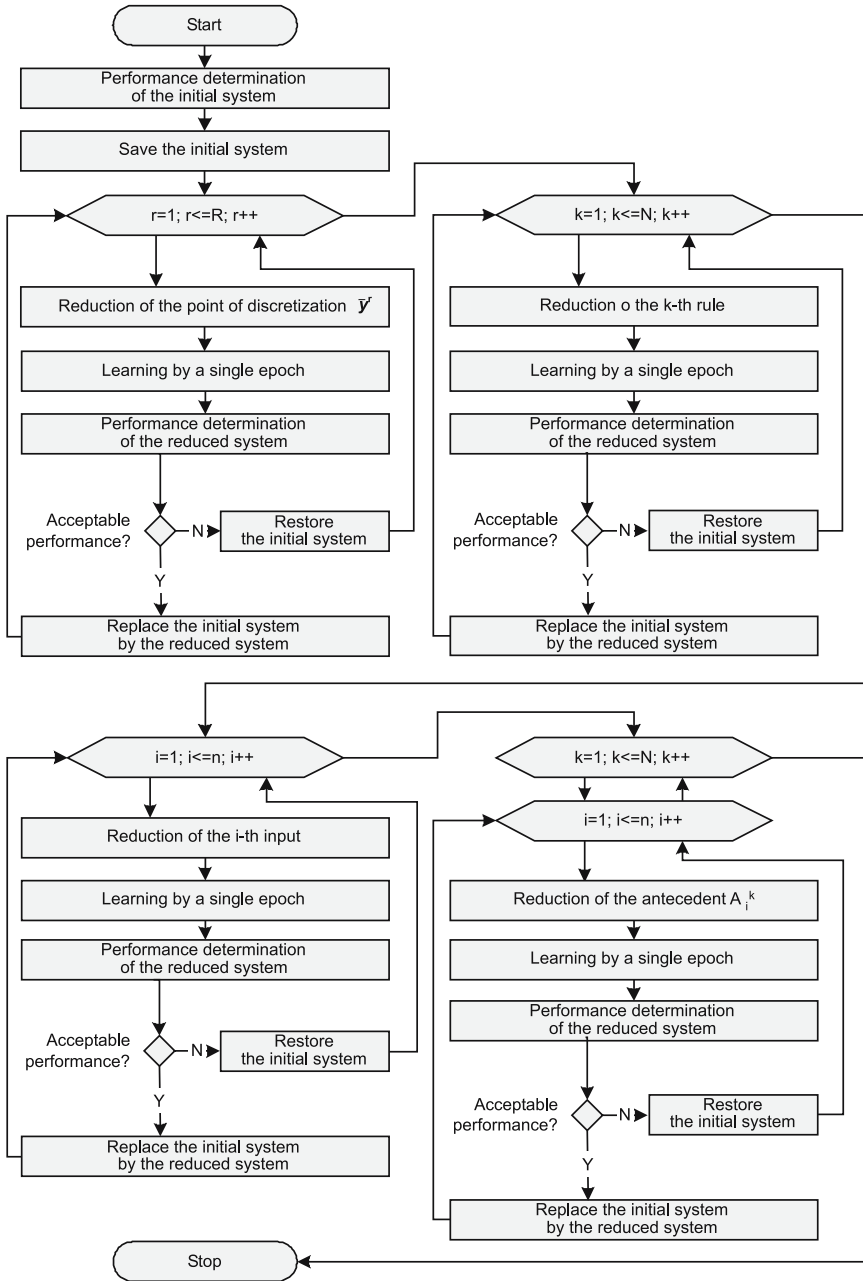 Start
Performance determination
of the initial system
Save the initial system
r=1; r<=R; r++
Reduction of the point of discretization ȳʳ
Learning by a single epoch
Performance determination
of the reduced system
Acceptable
performance?
N
Restore
the initial system
Y
Replace the initial system
by the reduced system
k=1; k<=N; k++
Reduction o the k-th rule
Learning by a single epoch
Performance determination
of the reduced system
Acceptable
performance?
N
Restore
the initial system
Y
Replace the initial system
by the reduced system
i=1; i<=n; i++
Reduction of the i-th input
Learning by a single epoch
Performance determination
of the reduced system
Acceptable
performance?
N
Restore
the initial system
Y
Replace the initial system
by the reduced system
k=1; k<=N; k++
i=1; i<=n; i++
Reduction of the antecedent Aᵢᵏ
Learning by a single epoch
Performance determination
of the reduced system
Acceptable
performance?
N
Restore
the initial system
Y
Replace the initial system
by the reduced system
Stop